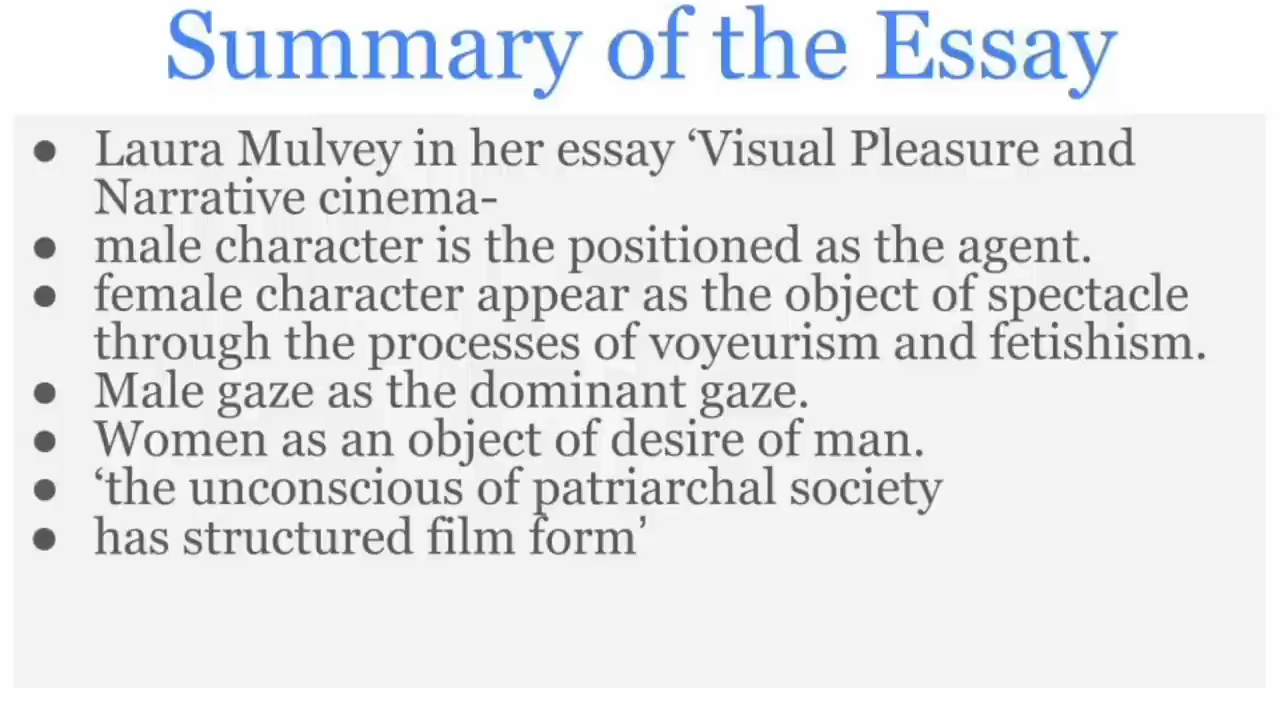 Summary of the Essay
● Laura Mulvey in her essay ‘Visual Pleasure and
Narrative cinema-
● male character is the positioned as the agent.
● female character appear as the object of spectacle
through the processes of voyeurism and fetishism.
● Male gaze as the dominant gaze.
● Women as an object of desire of man.
● ‘the unconscious of patriarchal society
● has structured film form’